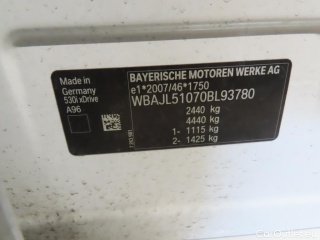 BAYERISCHE MOTOREN WERKE AG
e1*2007/46*1750
WBAJL51070BL93780
2440 kg
4440 kg
1- 1115 kg
2- 1425 kg
Made in
Germany
530i xDrive
A96